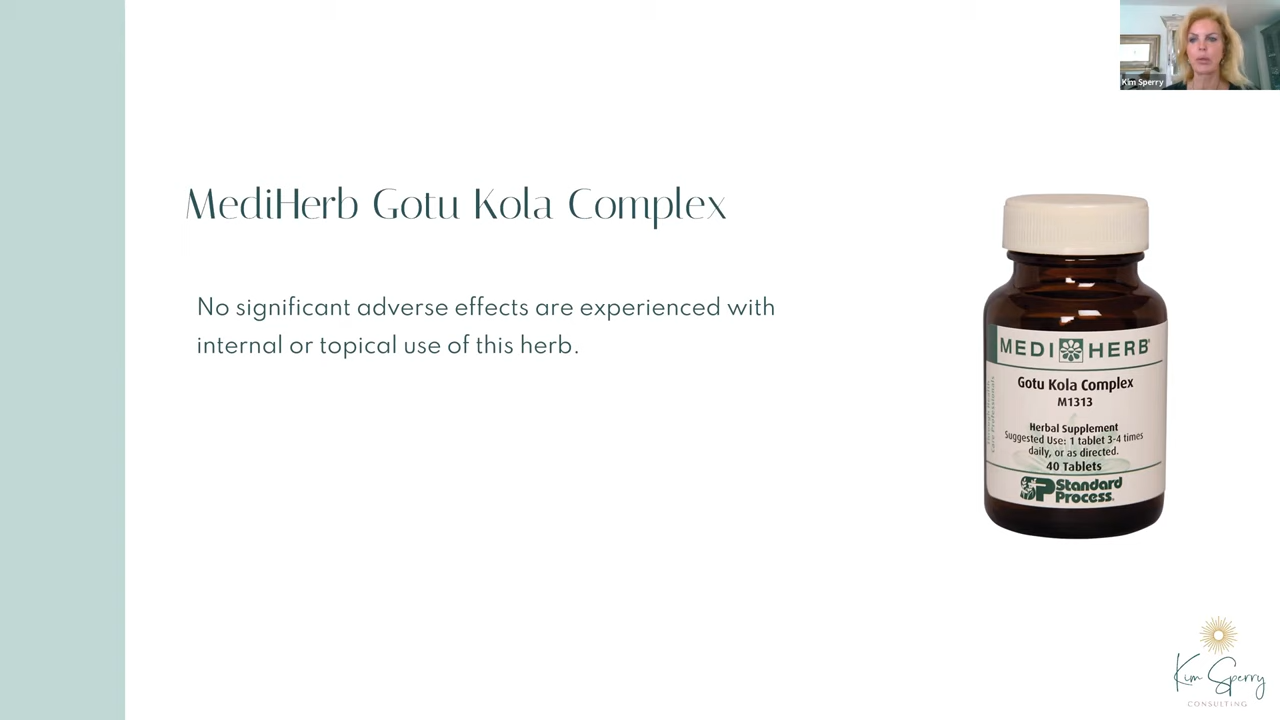 Kim Sperry
MediHerb Gotu Kola Complex
No significant adverse effects are experienced with
internal or topical use of this herb.
MEDI HERB®
Gotu Kola Complex
M1313
Herbal Supplement
Suggested Use: 1 tablet 3-4 times
daily, or as directed.
40 Tablets
SP Standard
Process®
Kim Sperry
CONSULTING